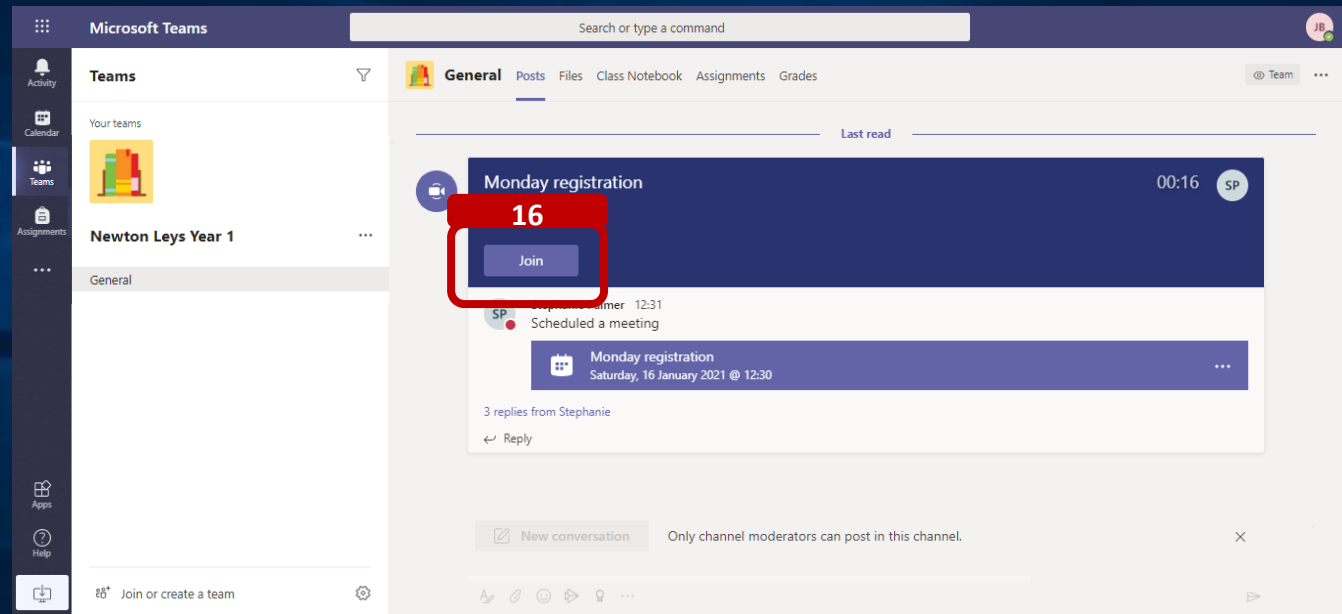 Microsoft Teams
Search or type a command
JB
Activity
Calendar
Teams
Assignments
Apps
Help
Teams
Your teams
Newton Leys Year 1
General
Join or create a team
General Posts Files Class Notebook Assignments Grades
Team
Last read
Monday registration
00:16
SP
16
Join
SP
12:31
Scheduled a meeting
Monday registration
Saturday, 16 January 2021 @ 12:30
3 replies from Stephanie
Reply
New conversation
Only channel moderators can post in this channel.